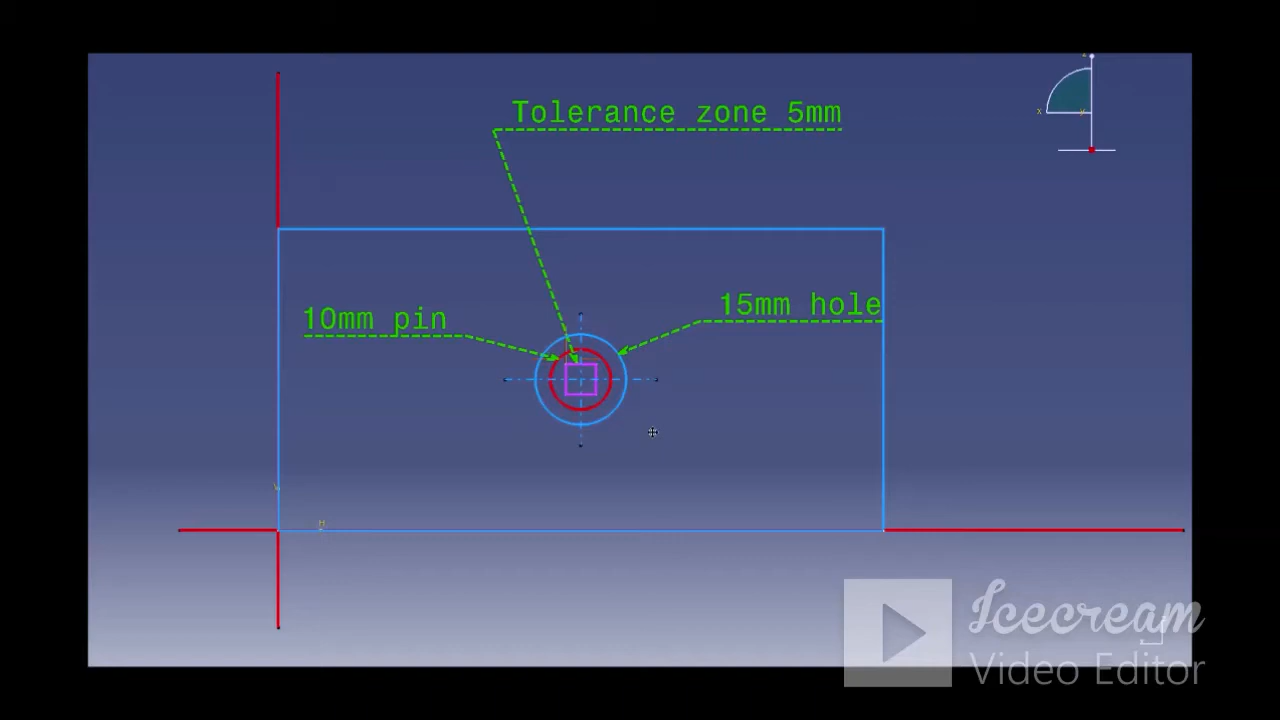 Tolerance zone 5mm
15mm hole
10mm pin
x
y
V
H
Icecream
Video Editor